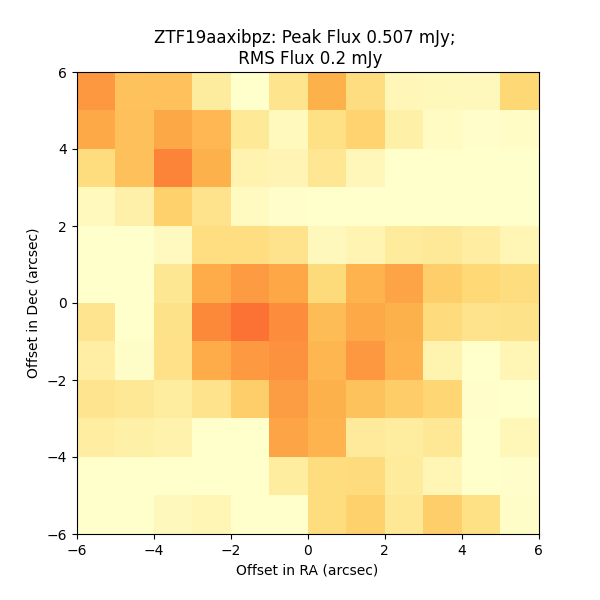 ZTF19aaxibpz: Peak Flux 0.507 mJy;
RMS Flux 0.2 mJy
6
4
2
0
−2
−4
−6
Offset in Dec (arcsec)
−6 −4 −2 0 2 4 6
Offset in RA (arcsec)